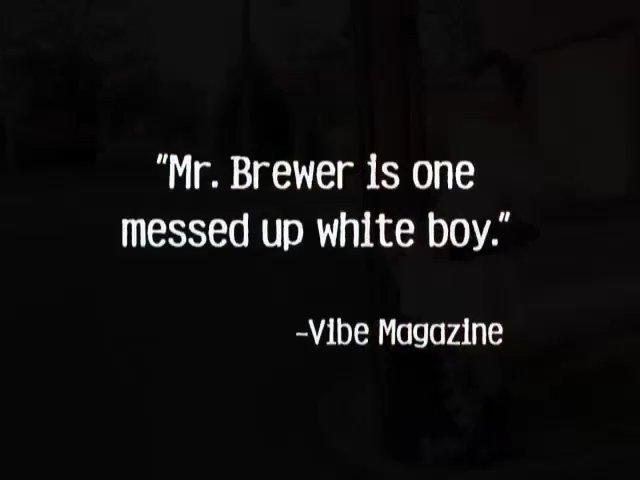 "Mr. Brewer is one
messed up white boy."
-Vibe Magazine